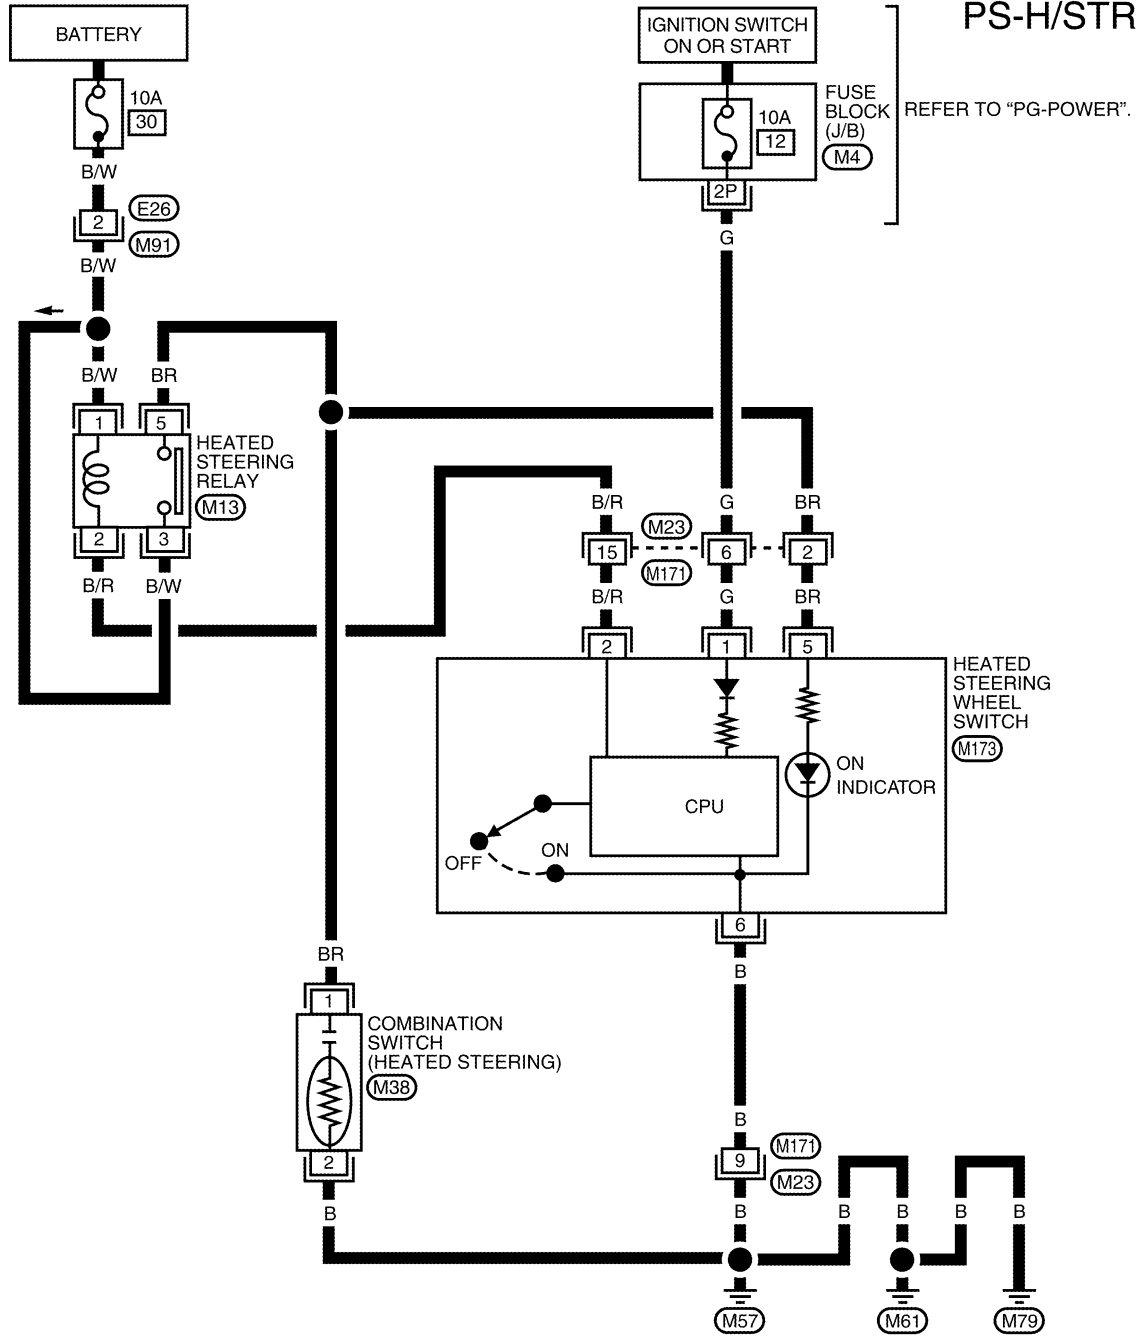 PS-H/STR
BATTERY
IGNITION SWITCH
ON OR START
10A
30
FUSE
BLOCK
(J/B)
M4
REFER TO “PG-POWER”.
10A
12
2P
B/W
2
E26
M91
G
B/W
B/W
BR
1
5
HEATED
STEERING
RELAY
M13
2
3
B/R
B/W
B/R
G
BR
M23
15
6
2
M171
B/R
G
BR
2
1
5
HEATED
STEERING
WHEEL
SWITCH
M173
ON
INDICATOR
CPU
OFF
ON
6
B
BR
1
COMBINATION
SWITCH
(HEATED STEERING)
M38
2
B
B
M171
9
M23
B
B
B
B
B
M57
M61
M79